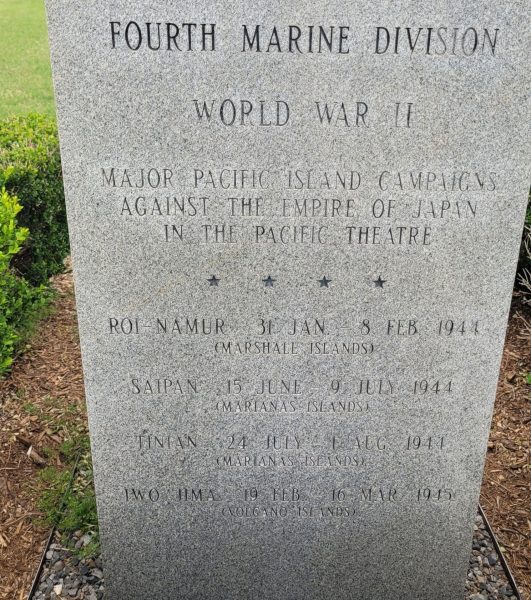 FOURTH MARINE DIVISION
WORLD WAR II
MAJOR PACIFIC ISLAND CAMPAIGNS
AGAINST THE EMPIRE OF JAPAN
IN THE PACIFIC THEATRE
ROI-NAMUR 31 JAN - 8 FEB 1944
(MARSHALE ISLANDS)
SAIPAN 15 JUNE - 9 JULY 1944
(MARIANAS ISLANDS)
TINIAN 24 JULY - 1 AUG 1944
(MARIANAS ISLANDS)
IWO JIMA 19 FEB - 16 MAR 1945
(VOLCANO ISLANDS)